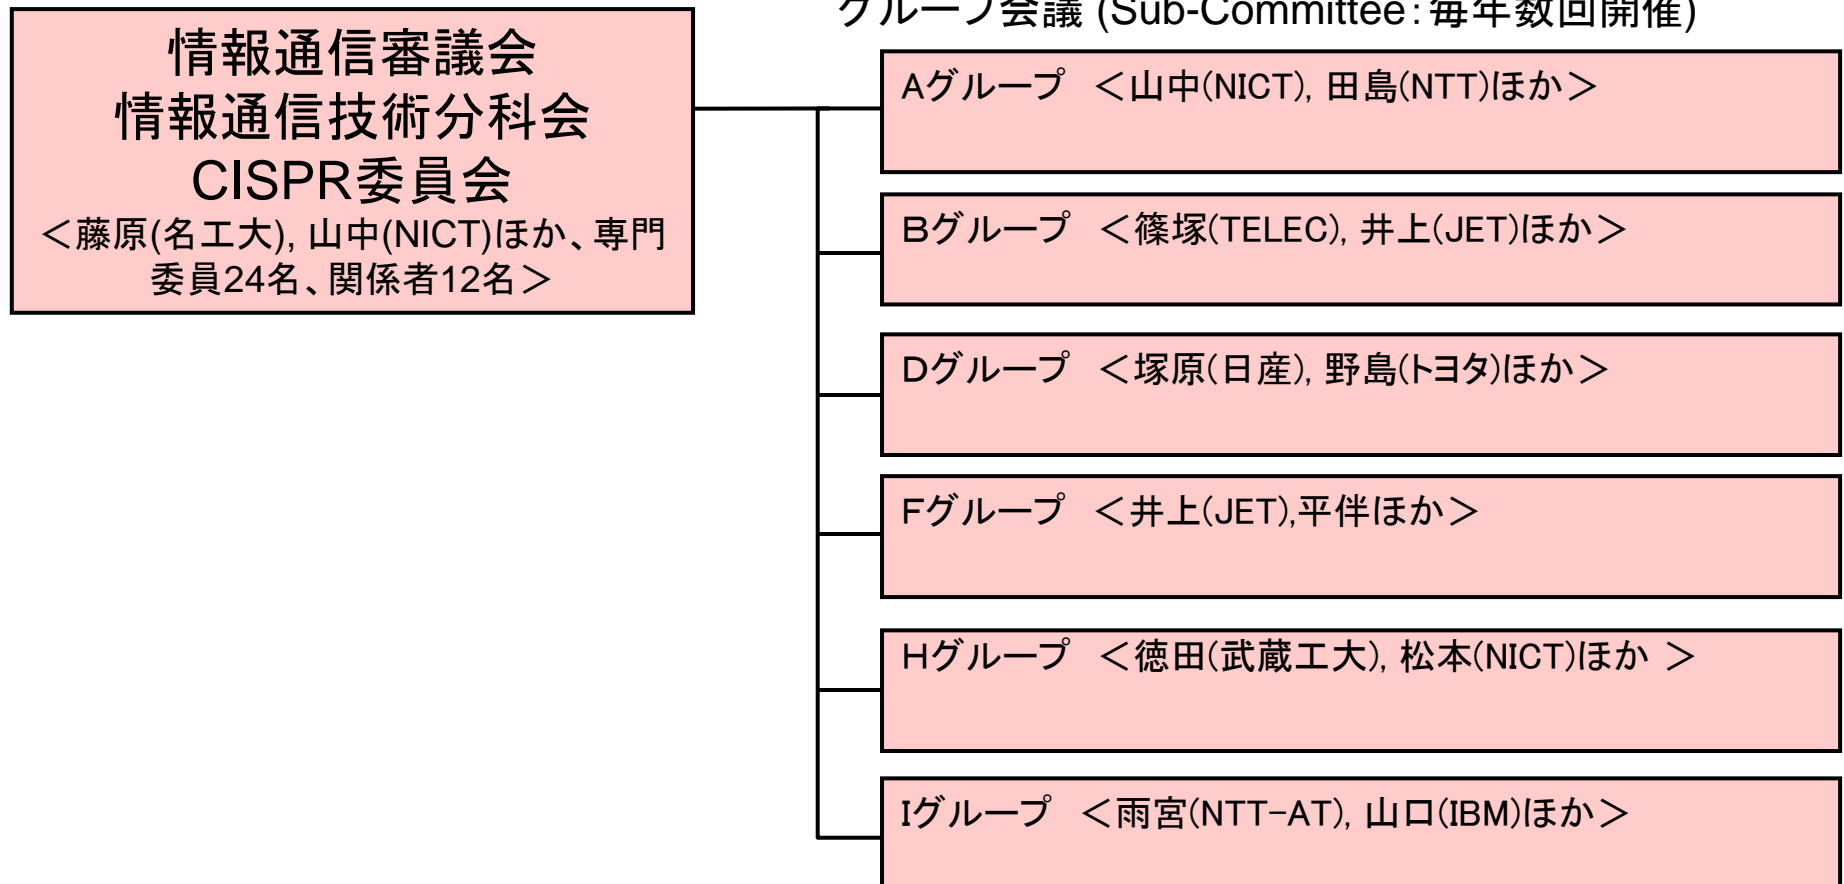 グループ会議 (Sub-Committee:毎年数回開催)
情報通信審議会
情報通信技術分科会
CISPR委員会
＜藤原(名工大), 山中(NICT)ほか、専門
委員24名、関係者12名＞
Aグループ　＜山中(NICT), 田島(NTT)ほか＞
Bグループ　＜篠塚(TELEC), 井上(JET)ほか＞
Dグループ　＜塚原(日産), 野島(トヨタ)ほか＞
Fグループ　＜井上(JET),平伴ほか＞
Hグループ　＜徳田(武蔵工大), 松本(NICT)ほか ＞
Iグループ　＜雨宮(NTT-AT), 山口(IBM)ほか＞